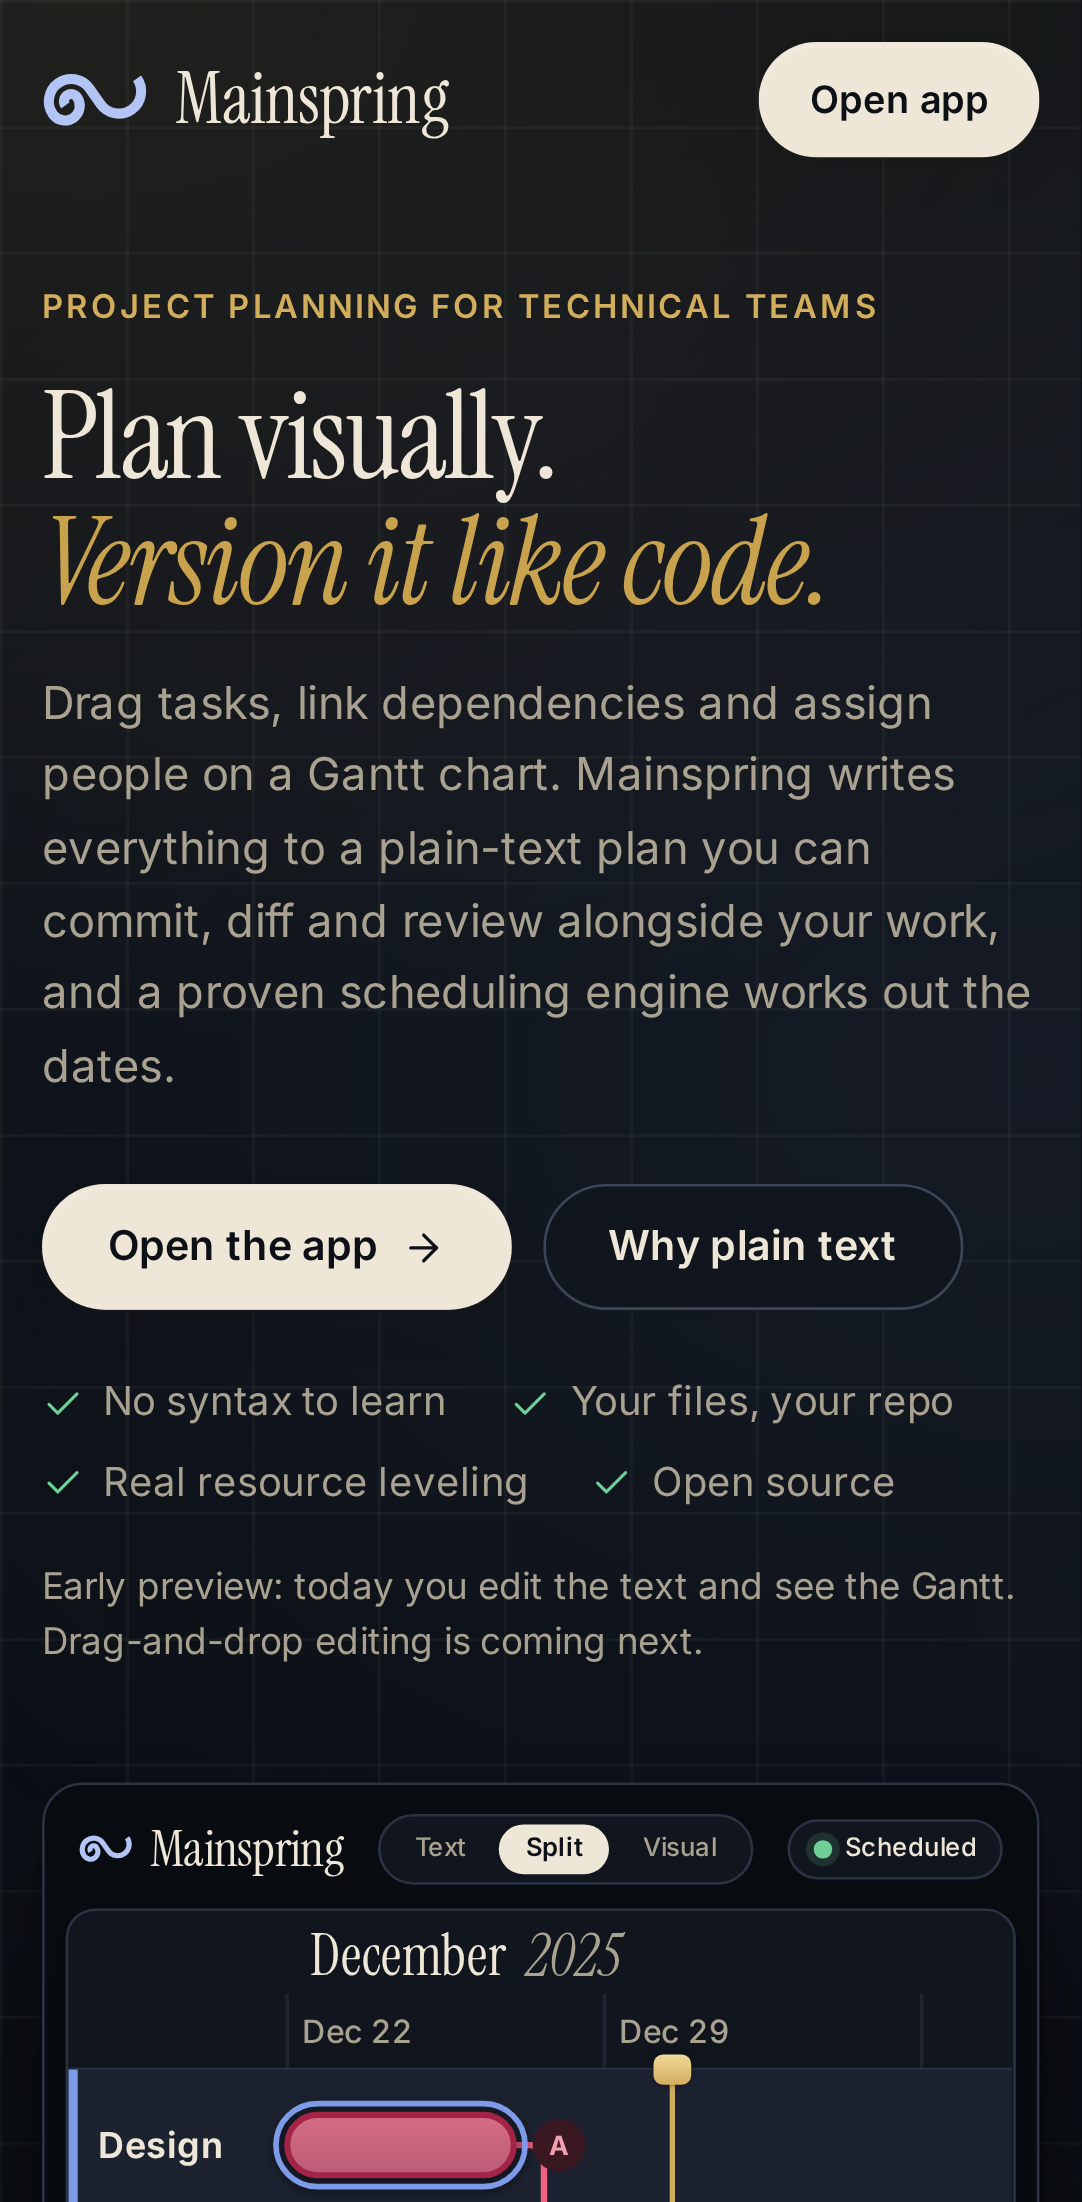 Mainspring
Open app
PROJECT PLANNING FOR TECHNICAL TEAMS
Plan visually.
Version it like code.
Drag tasks, link dependencies and assign
people on a Gantt chart. Mainspring writes
everything to a plain-text plan you can
commit, diff and review alongside your work,
and a proven scheduling engine works out the
dates.
Open the app →
Why plain text
No syntax to learn
Your files, your repo
Real resource leveling
Open source
Early preview: today you edit the text and see the Gantt.
Drag-and-drop editing is coming next.
Mainspring
Text
Split
Visual
Scheduled
December 2025
Dec 22
Dec 29
Design
A